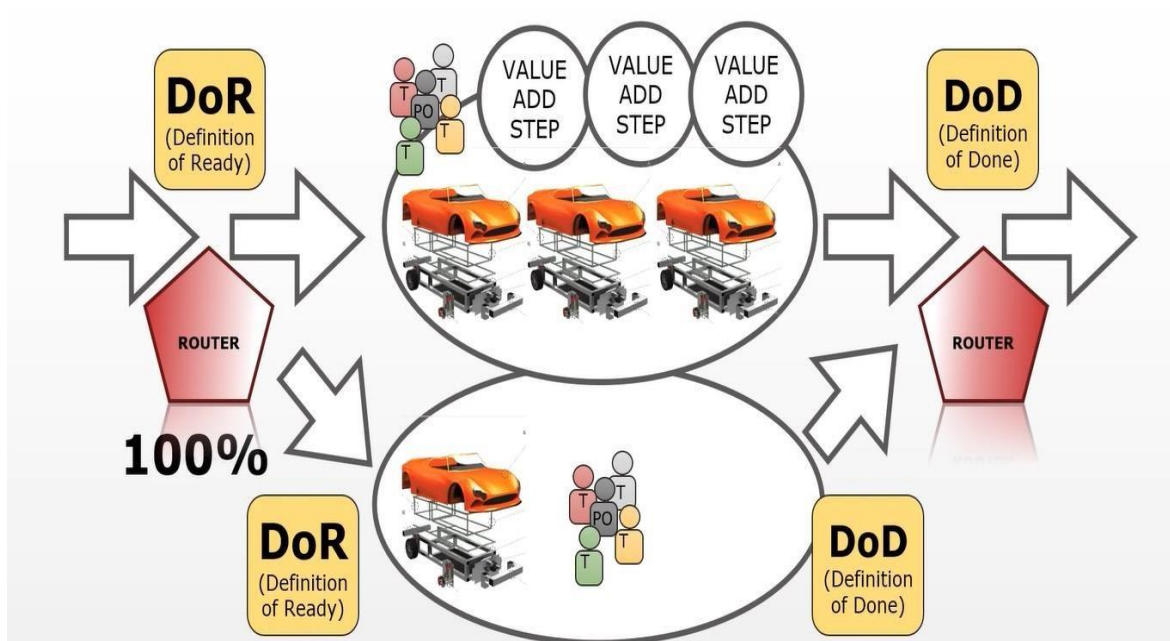 DoR
(Definition
of Ready)
T
T
PO
T
T
VALUE
ADD
STEP
VALUE
ADD
STEP
VALUE
ADD
STEP
DoD
(Definition
of Done)
ROUTER
ROUTER
100%
DoR
(Definition
of Ready)
T
T
PO
T
T
DoD
(Definition
of Done)